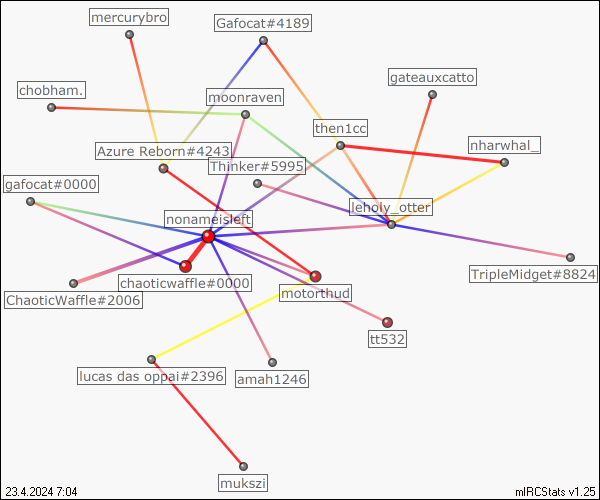 mercurybro
Gafocat#4189
gateauxcatto
chobham.
moonraven
then1cc
nharwhal_
Azure Reborn#4243
Thinker#5995
gafocat#0000
leholy_otter
nonameisleft
TripleMidget#8824
chaoticwaffle#0000
motorthud
ChaoticWaffle#2006
tt532
lucas das oppai#2396
amah1246
mukszi
23.4.2024 7:04
mIRCStats v1.25